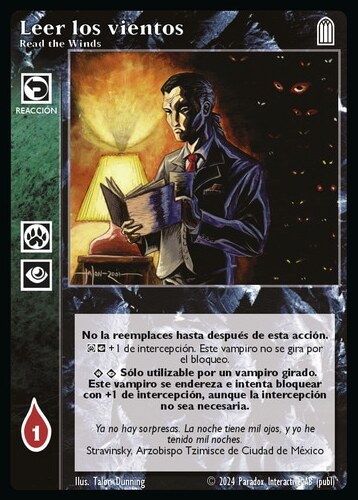 Leer los vientos
Read the Winds
REACCIÓN
No la reemplaces hasta después de esta acción.
+1 de intercepción. Este vampiro no se gira por
el bloqueo.
Sólo utilizable por un vampiro girado.
Este vampiro se endereza e intenta bloquear
con +1 de intercepción, aunque la intercepción
no sea necesaria.
Ya no hay sorpresas. La noche tiene mil ojos, y yo he
tenido mil noches.
Stravinsky, Arzobispo Tzimisce de Ciudad de México
1
Ilus. Talon Dunning
© 2024 Paradox Interactive AB (publ)